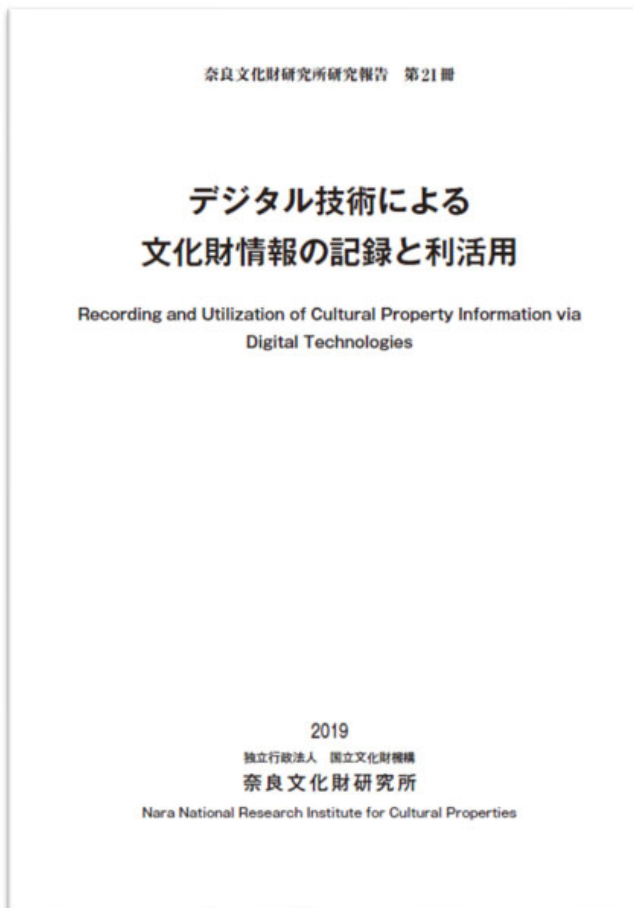 奈良文化財研究所研究報告　第21冊
デジタル技術による
文化財情報の記録と利活用
Recording and Utilization of Cultural Property Information via
Digital Technologies
2019
独立行政法人　国立文化財機構
奈良文化財研究所
Nara National Research Institute for Cultural Properties